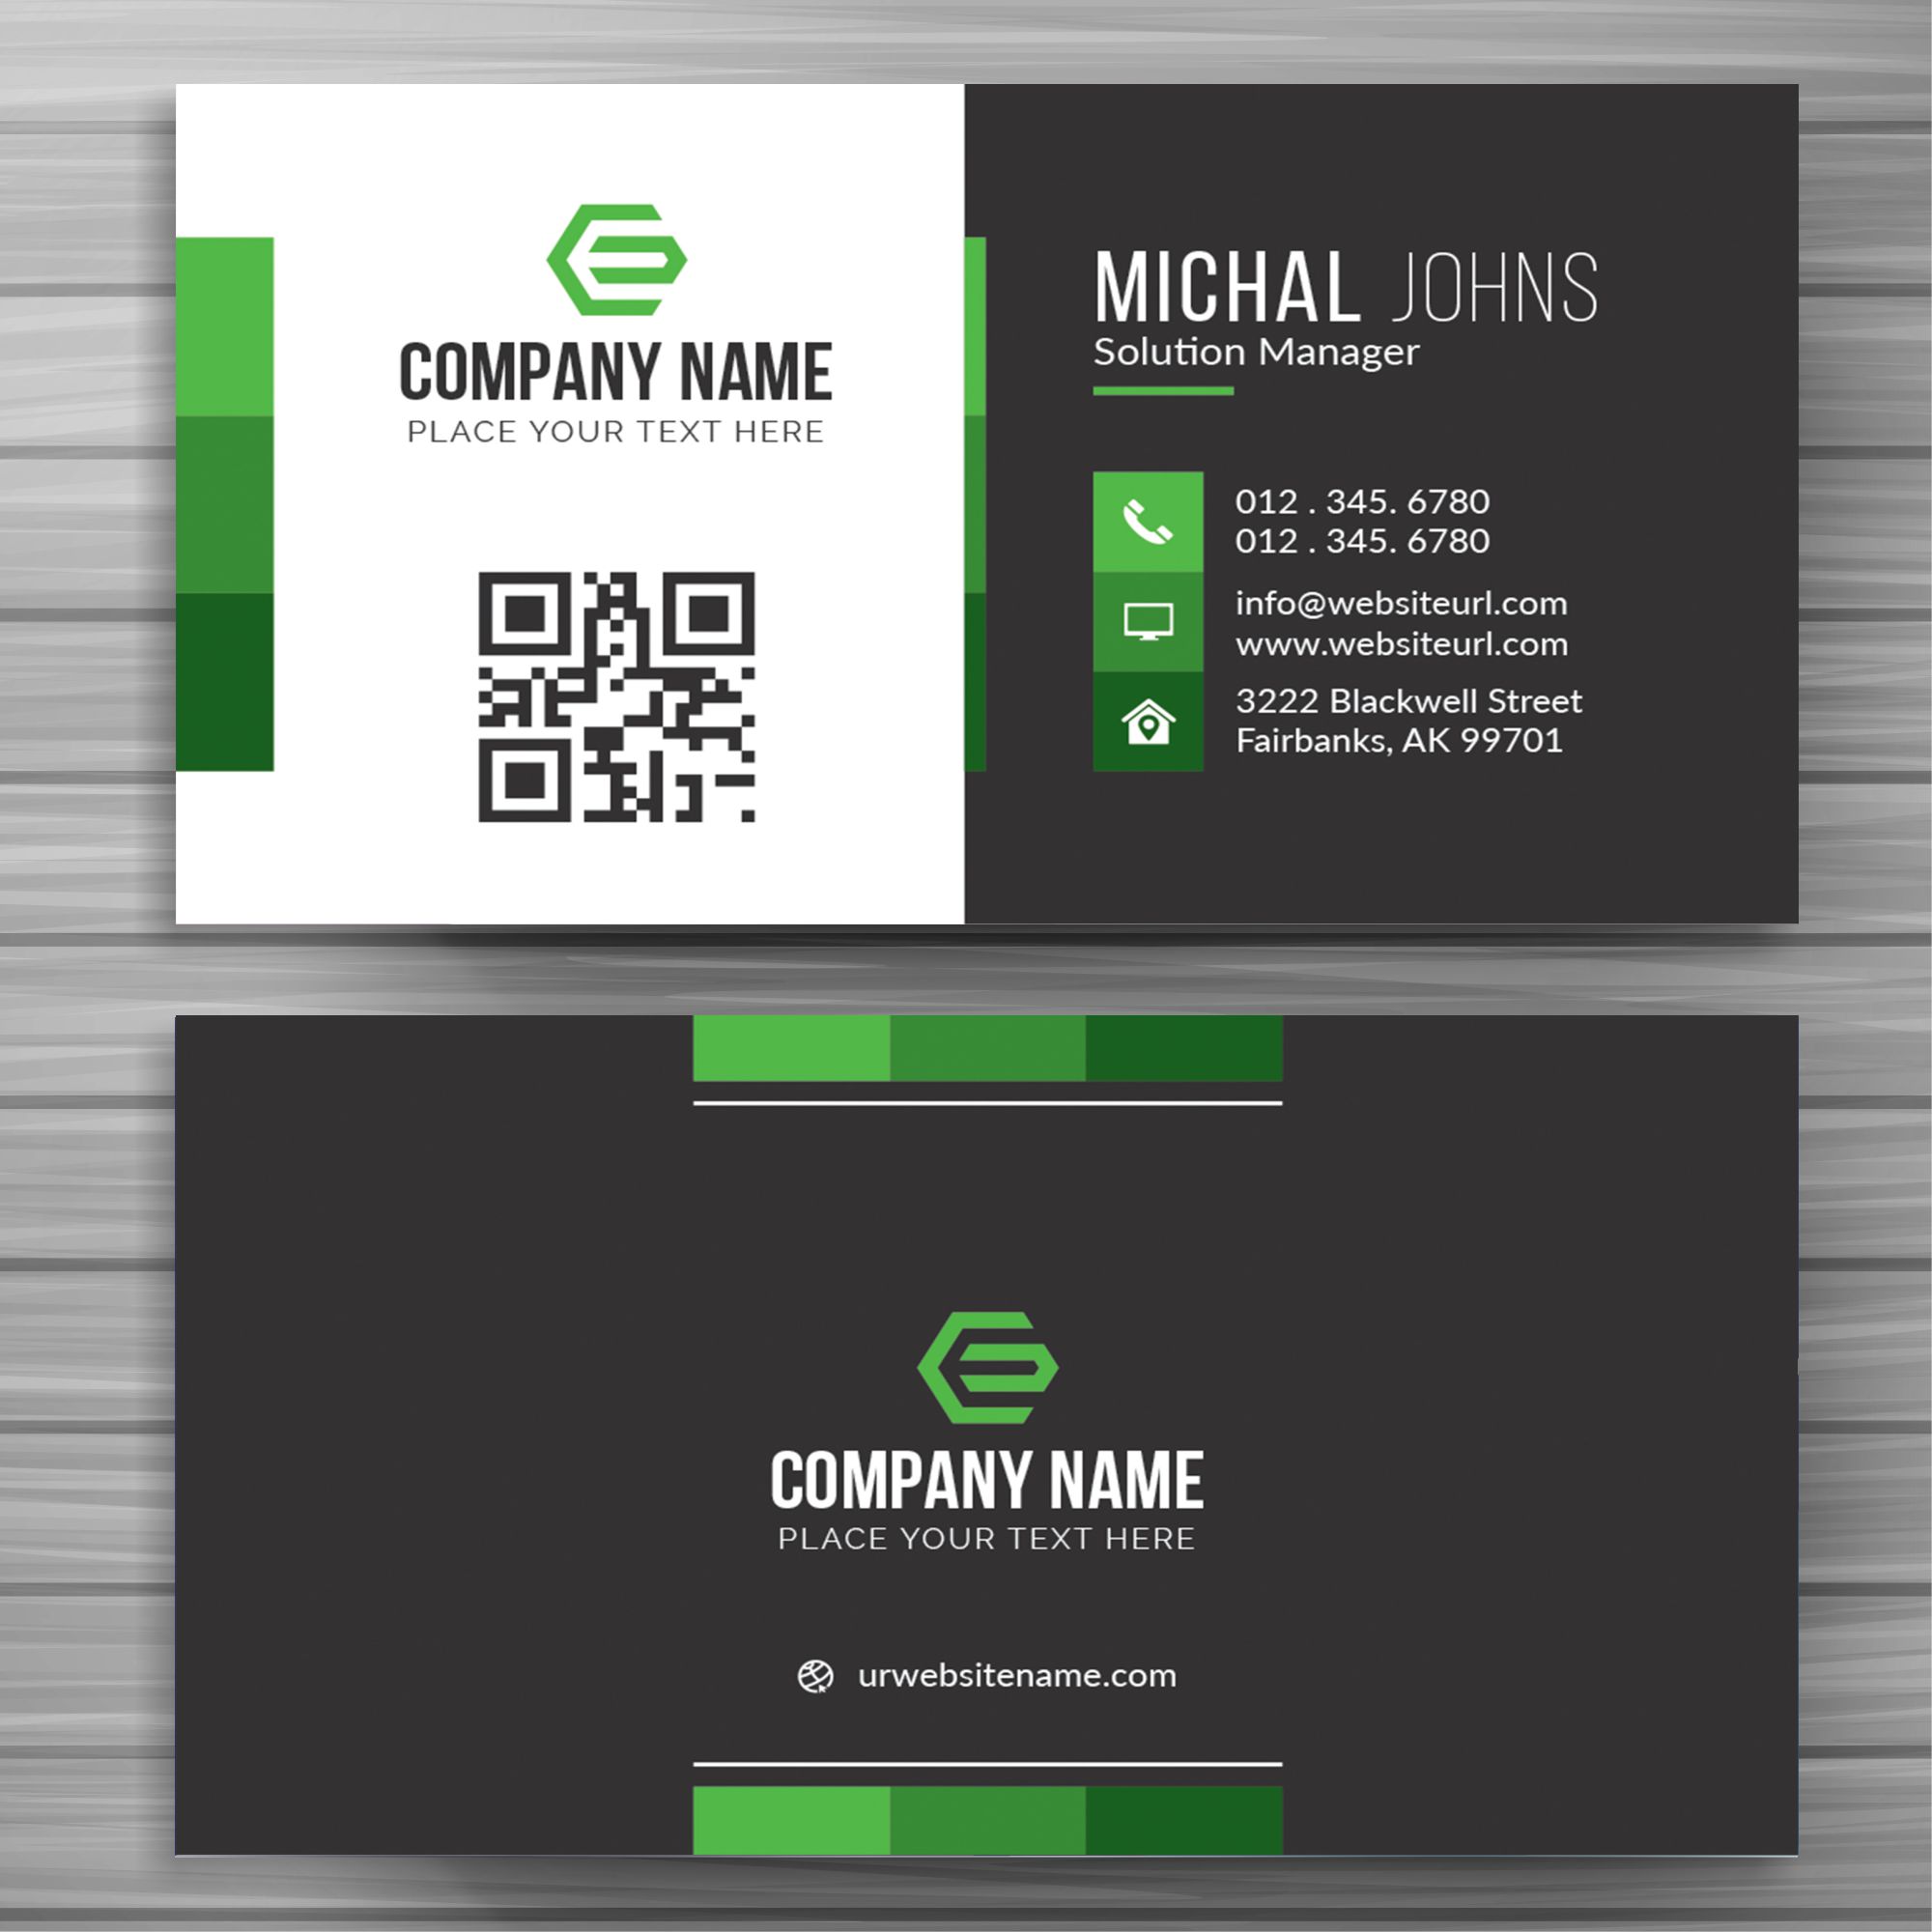 COMPANY NAME
PLACE YOUR TEXT HERE
MICHAL JOHNS
Solution Manager
012 . 345. 6780
012 . 345. 6780
info@websiteurl.com
www.websiteurl.com
3222 Blackwell Street
Fairbanks, AK 99701
COMPANY NAME
PLACE YOUR TEXT HERE
urwebsitename.com